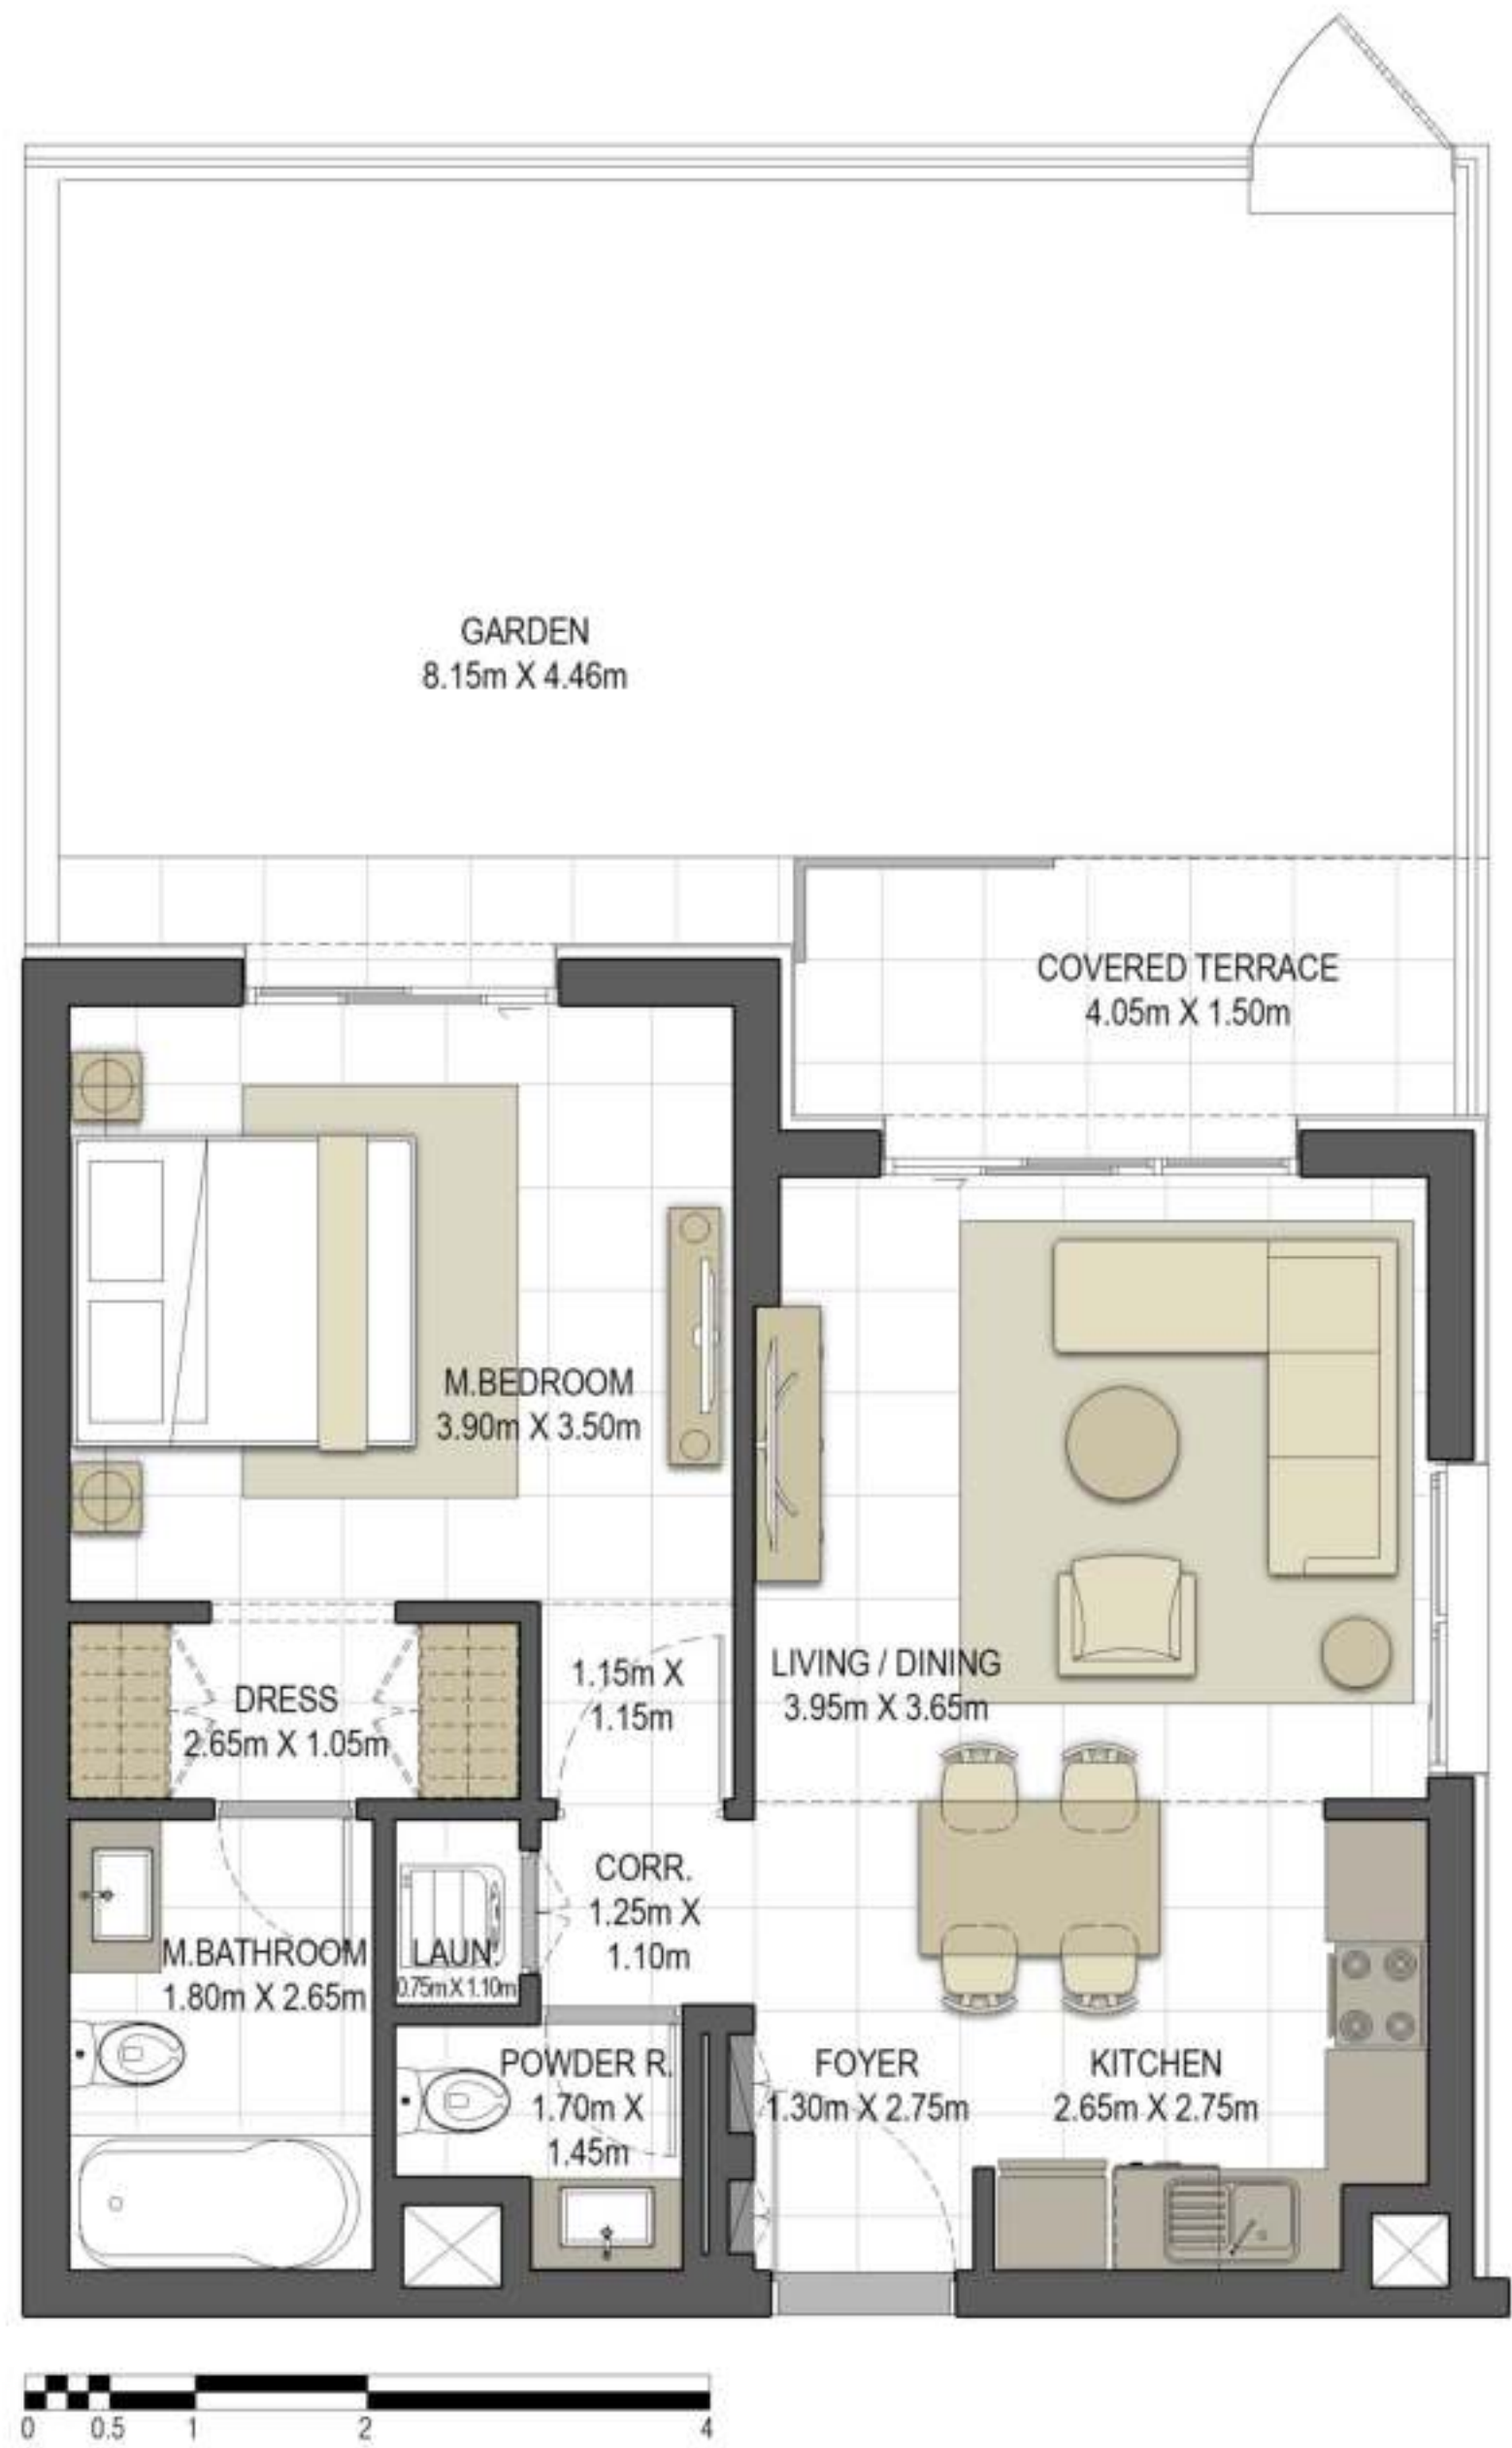 GARDEN
8.15m X 4.46m
COVERED TERRACE
4.05m X 1.50m
M.BEDROOM
3.90m X 3.50m
1.15m X
1.15m
LIVING / DINING
3.95m X 3.65m
DRESS
2.65m X 1.05m
CORR.
1.25m X
1.10m
M.BATHROOM
1.80m X 2.65m
LAUN.
0.75m X 1.10m
POWDER R.
1.70m X
1.45m
FOYER
1.30m X 2.75m
KITCHEN
2.65m X 2.75m
0 0.5 1 2 4